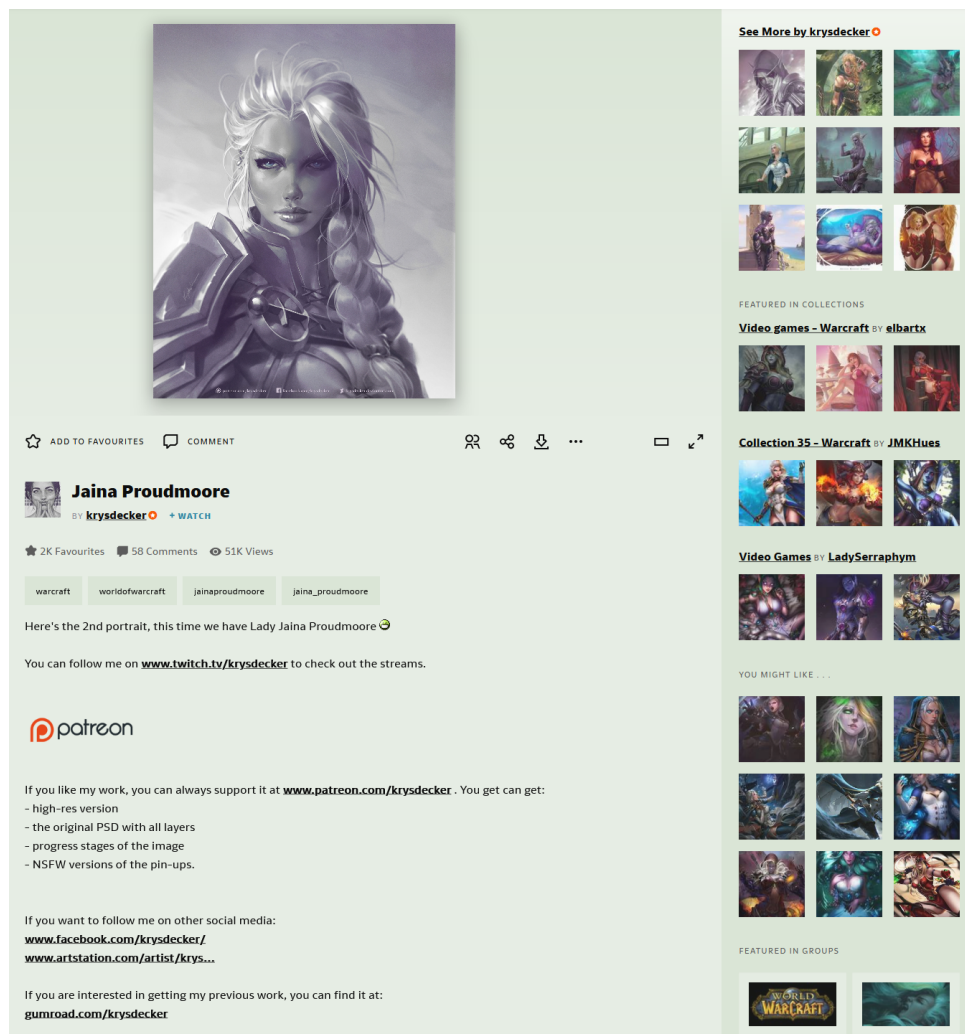 ADD TO FAVOURITES
COMMENT
Jaina Proudmoore
BY krysdecker + WATCH
2K Favourites 58 Comments 51K Views
warcraft worldofwarcraft jainaproudmoore jaina_proudmoore
Here's the 2nd portrait, this time we have Lady Jaina Proudmoore
You can follow me on www.twitch.tv/krysdecker to check out the streams.
patreon
If you like my work, you can always support it at www.patreon.com/krysdecker . You get can get:
- high-res version
- the original PSD with all layers
- progress stages of the image
- NSFW versions of the pin-ups.
If you want to follow me on other social media:
www.facebook.com/krysdecker/
www.artstation.com/artist/krys...
If you are interested in getting my previous work, you can find it at:
gumroad.com/krysdecker
See More by krysdecker
FEATURED IN COLLECTIONS
Video games - Warcraft BY elbartx
Collection 35 - Warcraft BY JMKHues
Video Games BY LadySerraphym
YOU MIGHT LIKE . . .
FEATURED IN GROUPS
WORLD
WARCRAFT